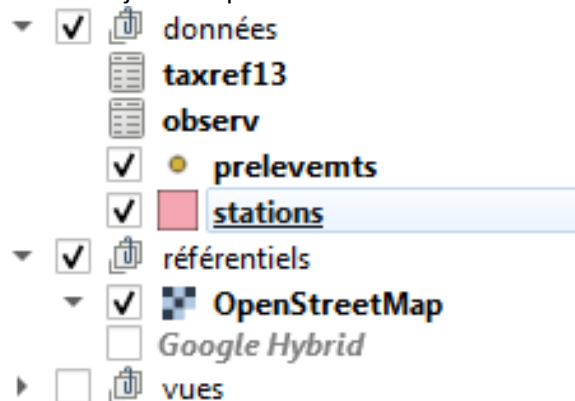 données
taxref13
observ
prelevemts
stations
référentiels
OpenStreetMap
Google Hybrid
vues